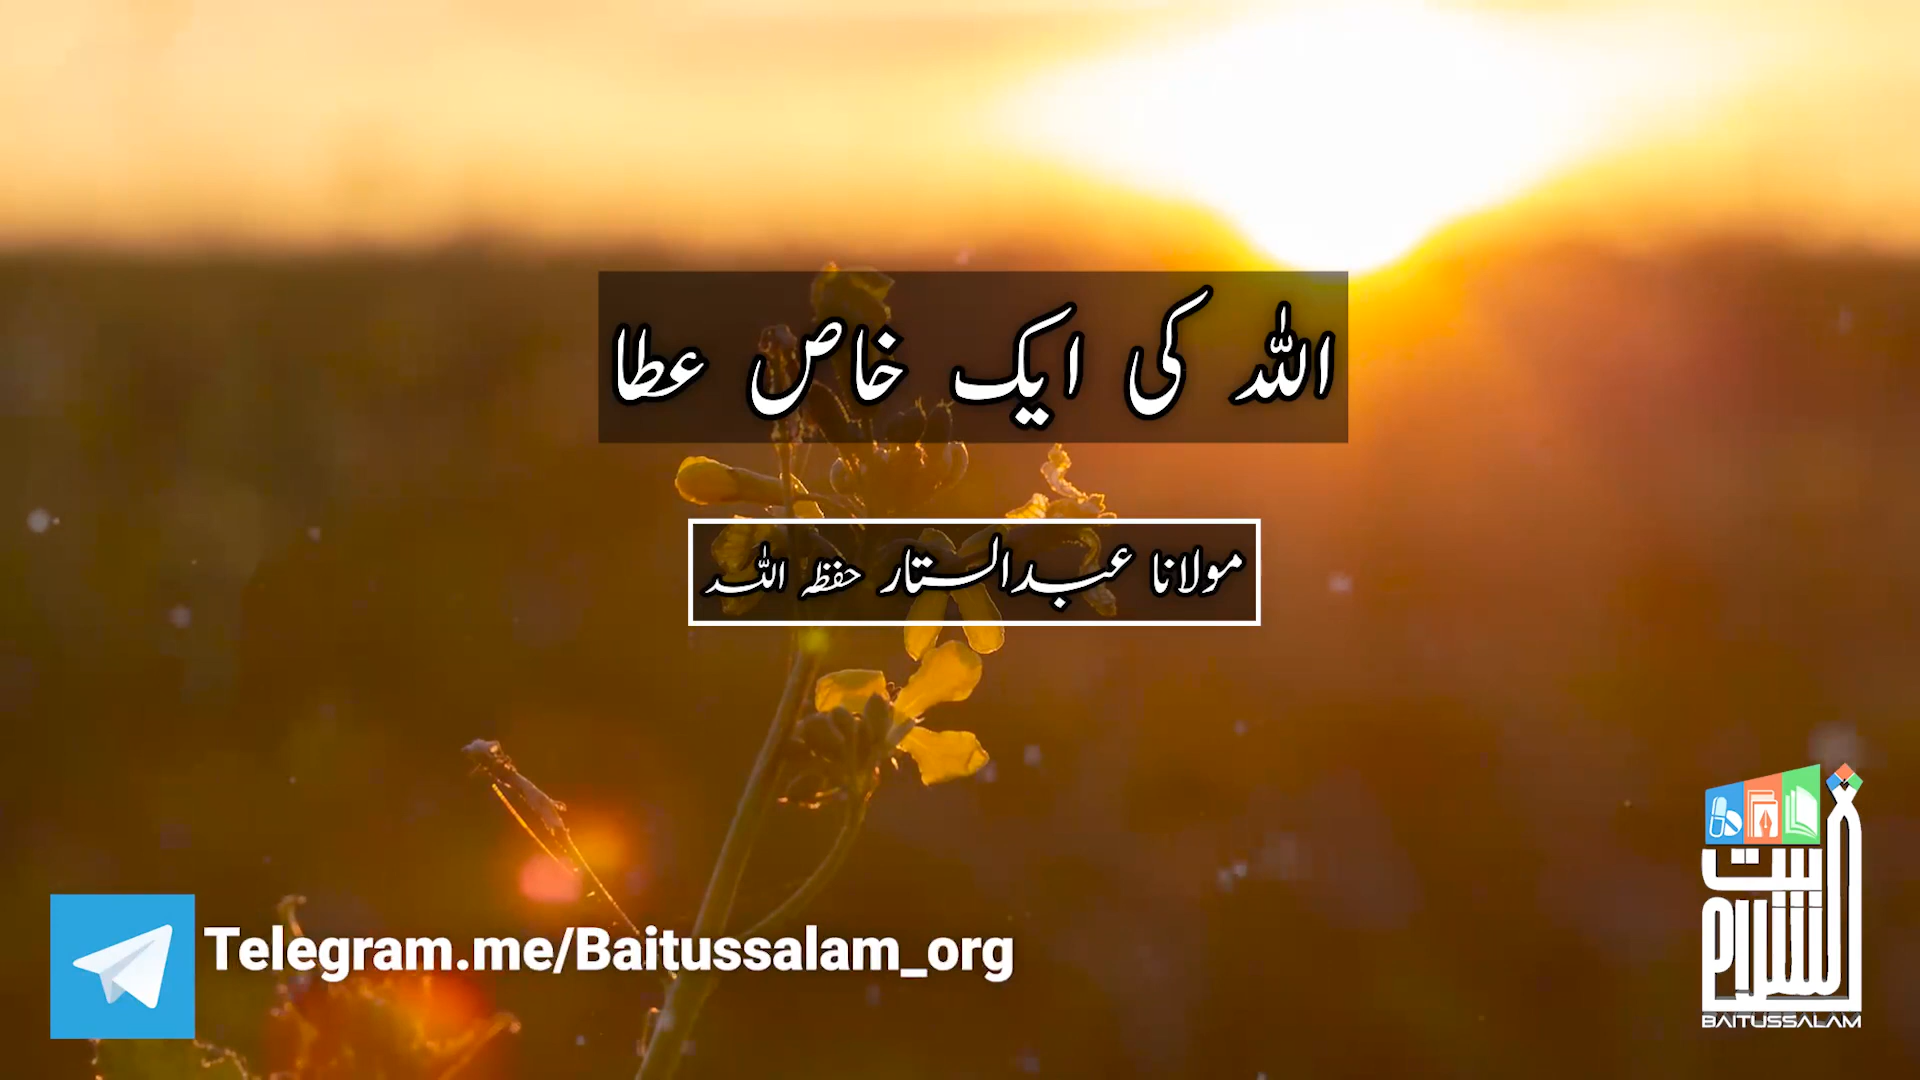 اللہ کی ایک خاص عطا
مولانا عبدالستار حفظہ اللہ
Telegram.me/Baitussalam_org
بیت السلام
BAITUSSALAM